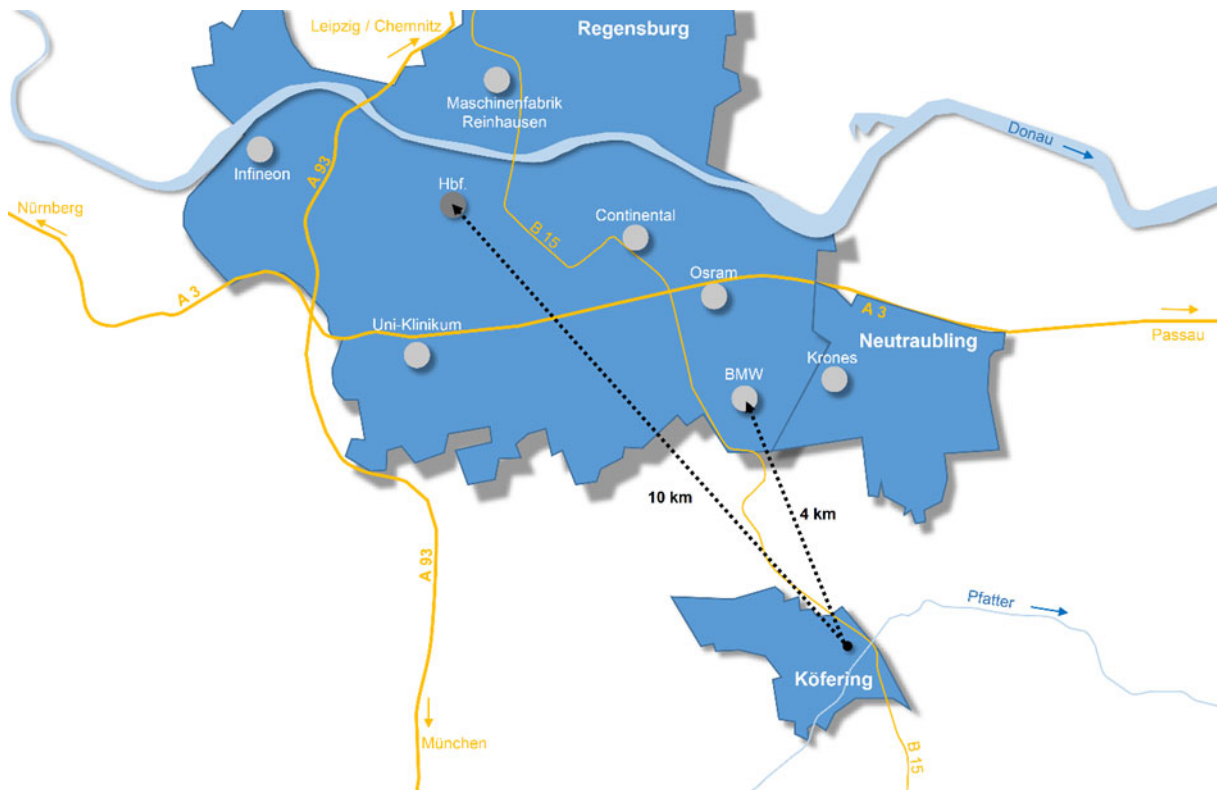 Leipzig / Chemnitz
Regensburg
Maschinenfabrik
Reinhausen
Donau
Infineon
A 93
Hbf.
Nürnberg
Continental
B 15
Osram
A 3
A 3
Uni-Klinikum
Neutraubling
Passau
Krones
BMW
10 km
4 km
A 93
Pfatter
Köfering
München
B 15